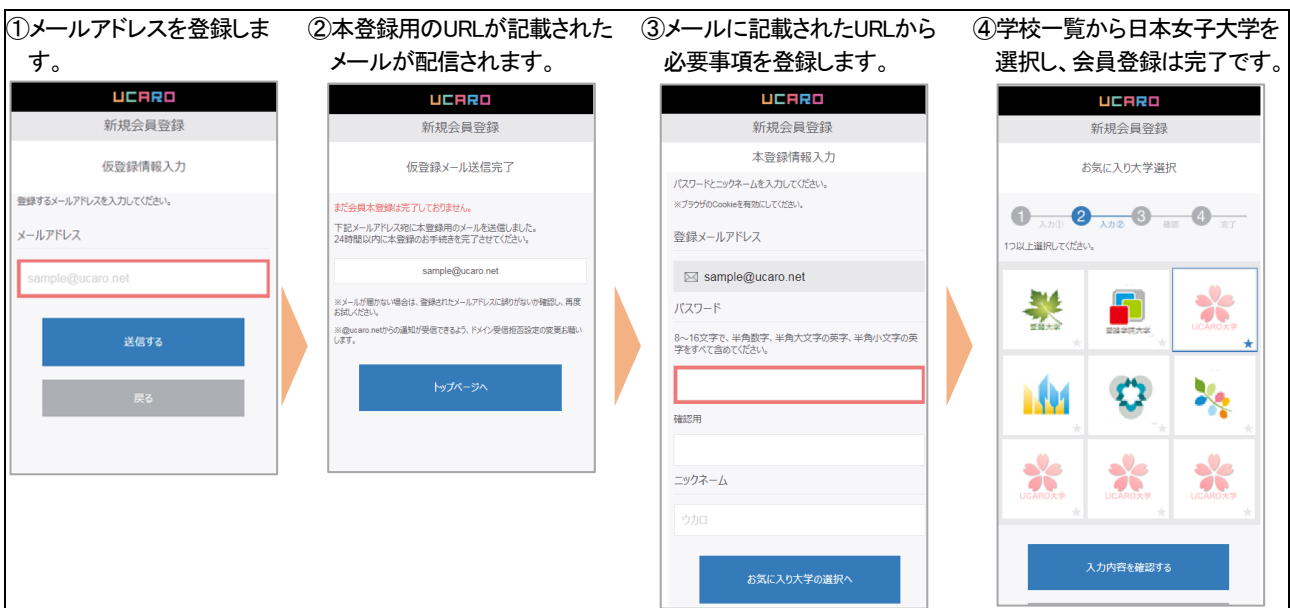 ①メールアドレスを登録しま
す。
UCARO
新規会員登録
仮登録情報入力
登録するメールアドレスを入力してください。
メールアドレス
sample@ucaro.net
送信する
戻る
②本登録用のURLが記載された
メールが配信されます。
UCARO
新規会員登録
仮登録メール送信完了
まだ会員本登録は完了しておりません。
下記メールアドレス宛に本登録用のメールを送信しました。
24時間以内に本登録のお手続きを完了させてください。
sample@ucaro.net
※メールが届かない場合は、登録されたメールアドレスに誤りがないか確認し、再度
お試しください。
※@ucaro.netからの通知が受信できるよう、ドメイン受信拒否設定の変更お願い
します。
トップページへ
③メールに記載されたURLから
必要事項を登録します。
UCARO
新規会員登録
本登録情報入力
パスワードとニックネームを入力してください。
※ブラウザのCookieを有効にしてください。
登録メールアドレス
sample@ucaro.net
パスワード
8～16文字で、半角数字、半角大文字の英字、半角小文字の英
字をすべて含めてください。
確認用
ニックネーム
ウカロ
お気に入り大学の選択へ
④学校一覧から日本女子大学を
選択し、会員登録は完了です。
UCARO
新規会員登録
お気に入り大学選択
1 入力① 2 入力② 3 確認 4 完了
1つ以上選択してください。
UCARO大学
UCARO大学 UCARO大学 UCARO大学
入力内容を確認する